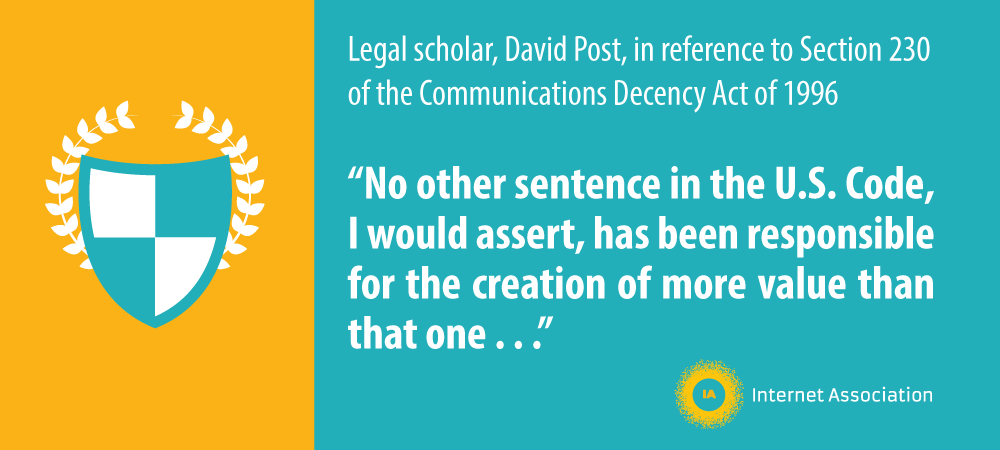 Legal scholar, David Post, in reference to Section 230
of the Communications Decency Act of 1996
“No other sentence in the U.S. Code,
I would assert, has been responsible
for the creation of more value than
that one . . .”
IA
Internet Association